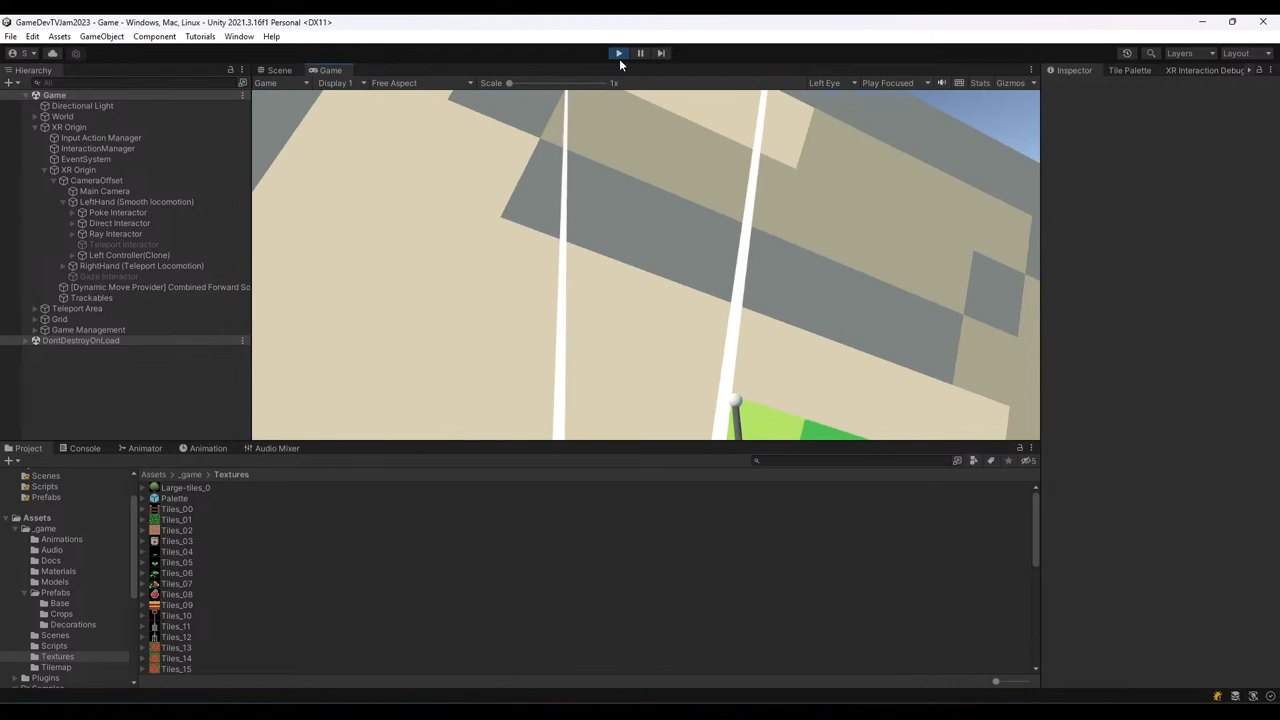 GameDevTVJam2023 - Game - Windows, Mac, Linux - Unity 2021.3.16f1 Personal <DX11>
File Edit Assets GameObject Component Tutorials Window Help
S Layers Layout
Hierarchy Scene Game Inspector Tile Palette XR Interaction Debug
All Game Display 1 Free Aspect Scale 1x Left Eye Play Focused Stats Gizmos
Game
Directional Light
World
XR Origin
Input Action Manager
InteractionManager
EventSystem
XR Origin
CameraOffset
Main Camera
LeftHand (Smooth locomotion)
Poke Interactor
Direct Interactor
Ray Interactor
Teleport Interactor
Left Controller(Clone)
RightHand (Teleport Locomotion)
Gaze Interactor
[Dynamic Move Provider] Combined Forward So
Trackables
Teleport Area
Grid
Game Management
DontDestroyOnLoad
Project Console Animator Animation Audio Mixer
5
Scenes
Scripts
Prefabs
Assets
_game
Animations
Audio
Docs
Materials
Models
Prefabs
Base
Crops
Decorations
Scenes
Scripts
Textures
Tilemap
Plugins
Assets > _game > Textures
Large-tiles_0
Palette
Tiles_00
Tiles_01
Tiles_02
Tiles_03
Tiles_04
Tiles_05
Tiles_06
Tiles_07
Tiles_08
Tiles_09
Tiles_10
Tiles_11
Tiles_12
Tiles_13
Tiles_14
Tiles_15